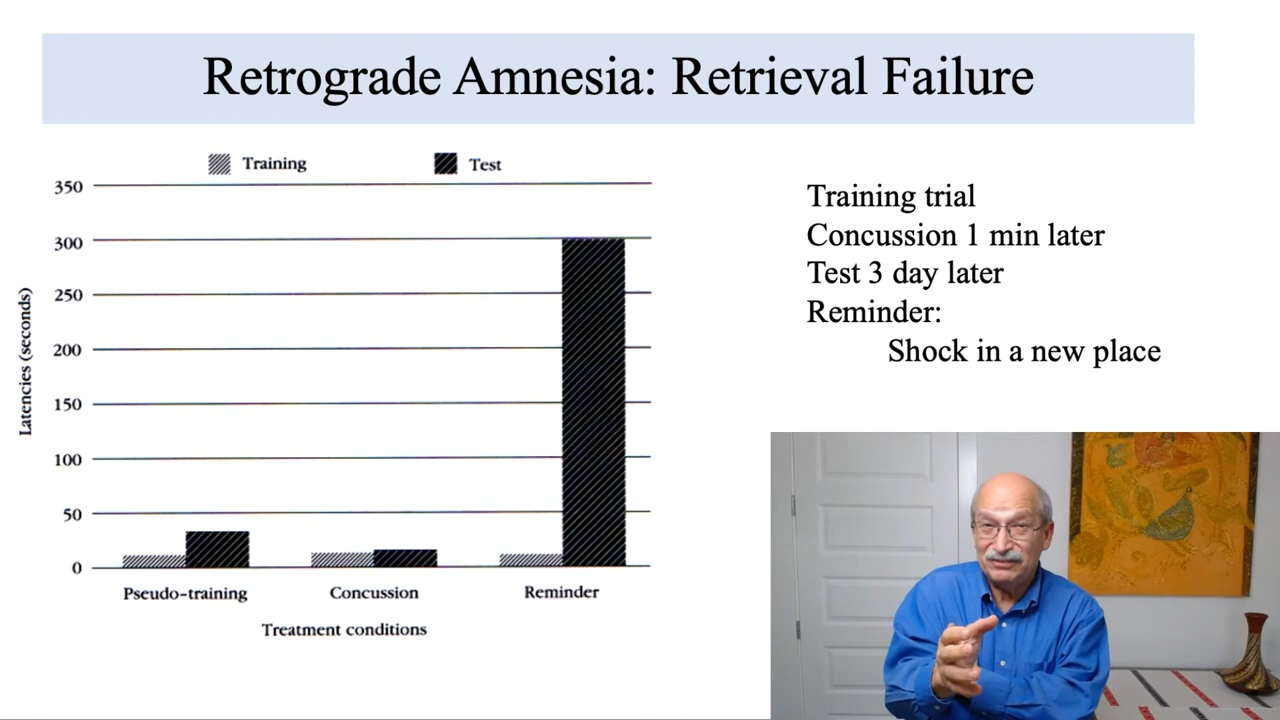 Retrograde Amnesia: Retrieval Failure
Training
Test
350
300
250
200
150
100
50
0
Latencies (seconds)
Pseudo-training
Concussion
Reminder
Treatment conditions
Training trial
Concussion 1 min later
Test 3 day later
Reminder:
Shock in a new place